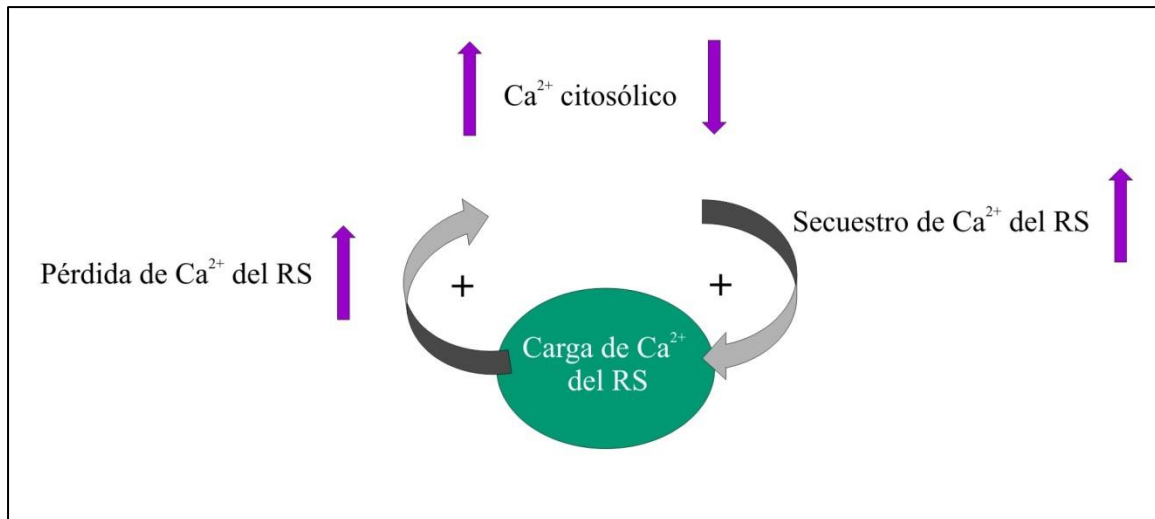 Ca²⁺ citosólico
Secuestro de Ca²⁺ del RS
Pérdida de Ca²⁺ del RS
+
+
Carga de Ca²⁺
del RS